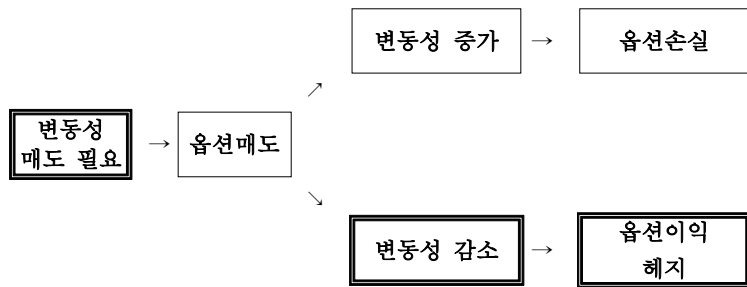 변동성 증가 → 옵션손실
↗
변동성
매도 필요
→ 옵션매도
↘
변동성 감소 → 옵션이익
헤지